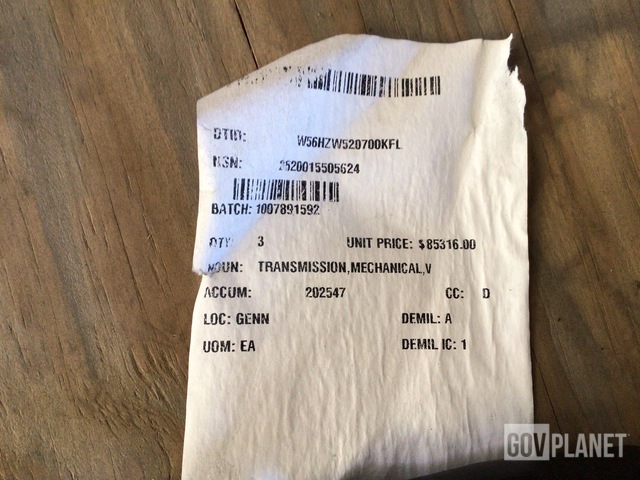 DTID: W56HZW520700KFL
NSN: 2520015505624
BATCH: 1007891592
QTY: 3 UNIT PRICE: $85316.00
NOUN: TRANSMISSION,MECHANICAL,V
ACCUM: 202547 CC: D
LOC: GENN DEMIL: A
UOM: EA DEMIL IC: 1
GOVPLANET